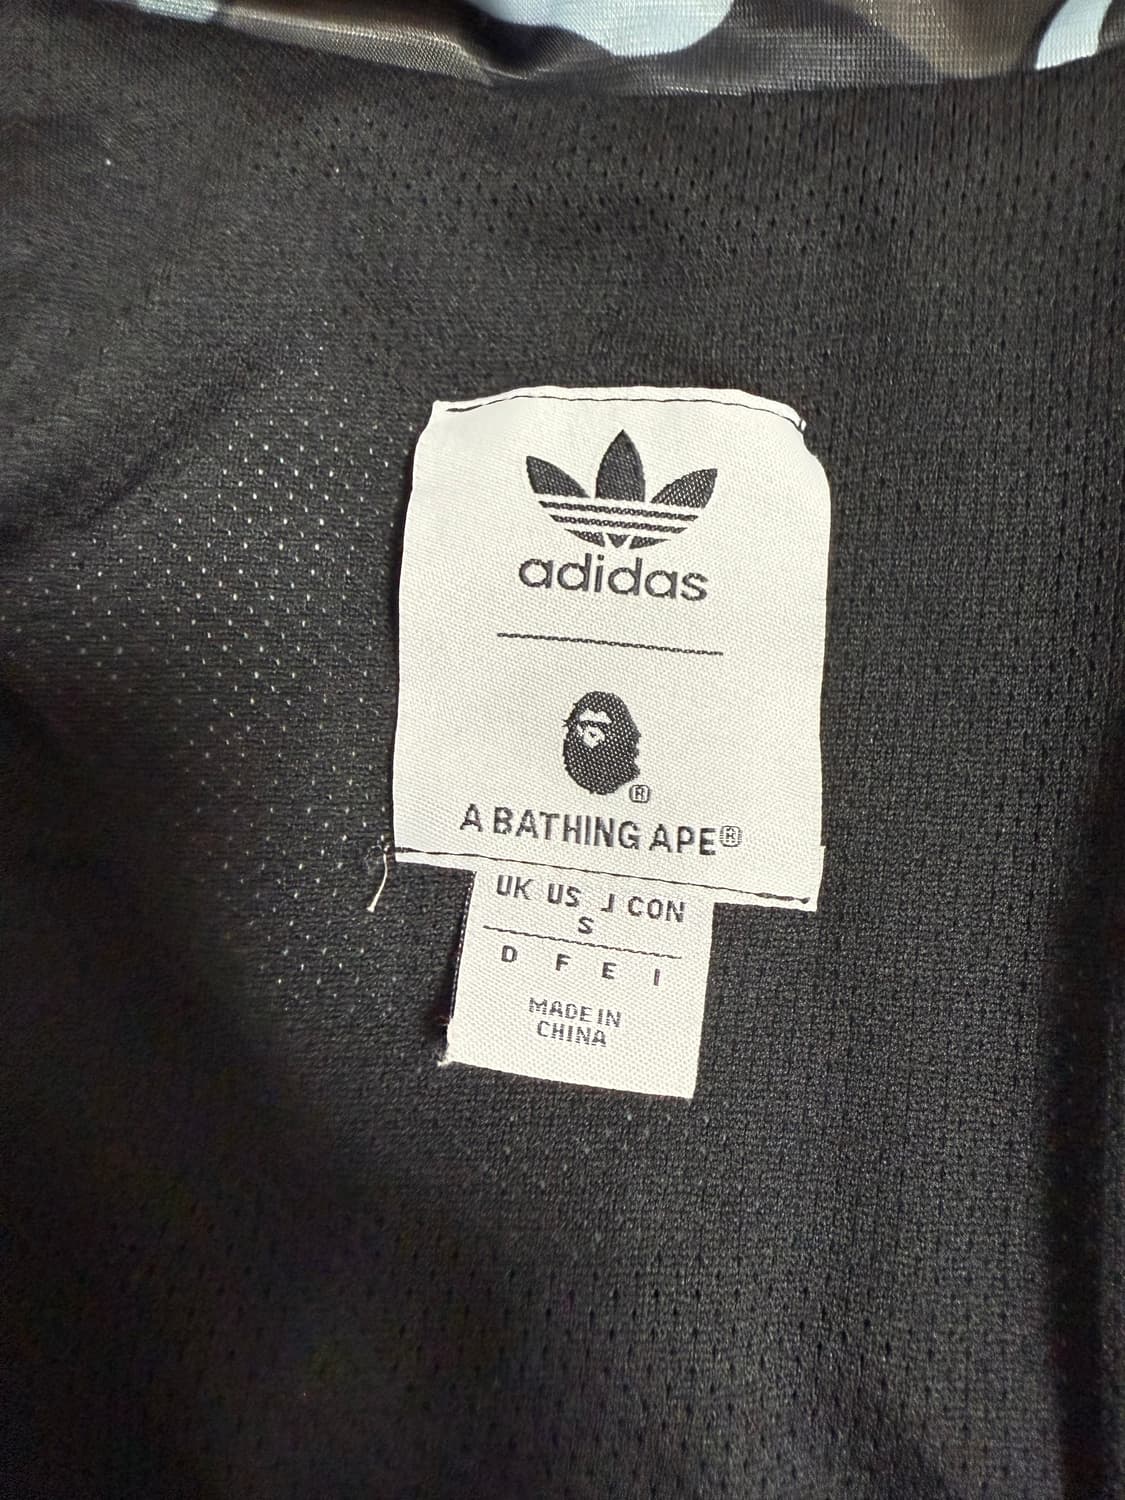 adidas
®
A BATHING APE®
UK US J CON
S
D F E I
MADE IN
CHINA